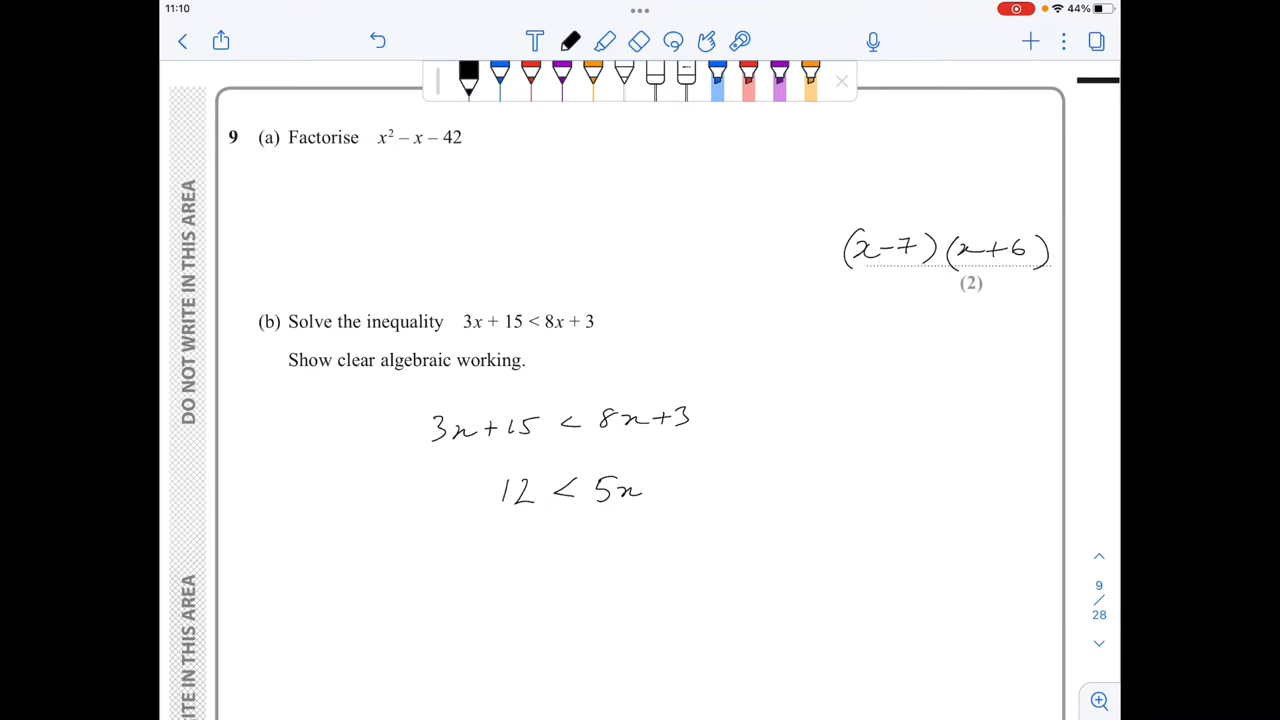 11:10
44%
9 (a) Factorise x² – x – 42
(x-7)(x+6)
(2)
(b) Solve the inequality 3x + 15 < 8x + 3
Show clear algebraic working.
3x+15 < 8x+3
12 < 5x
DO NOT WRITE IN THIS AREA
ITE IN THIS AREA
9
/
28